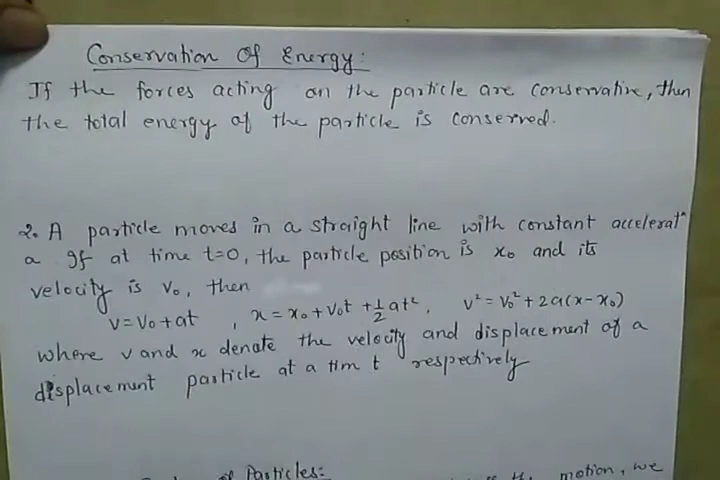 Conservation of Energy:
If the forces acting on the particle are conservative, then
the total energy of the particle is conserved.
2. A particle moves in a straight line with constant accelerat^n
a If at time t=0, the particle position is x₀ and its
velocity is v₀, then
v=v₀+at , x=x₀+v₀t+½at², v²=v₀²+2a(x-x₀)
where v and x denote the velocity and displacement of a
displacement particle at a tim t respectively
of Particles:
the motion, we